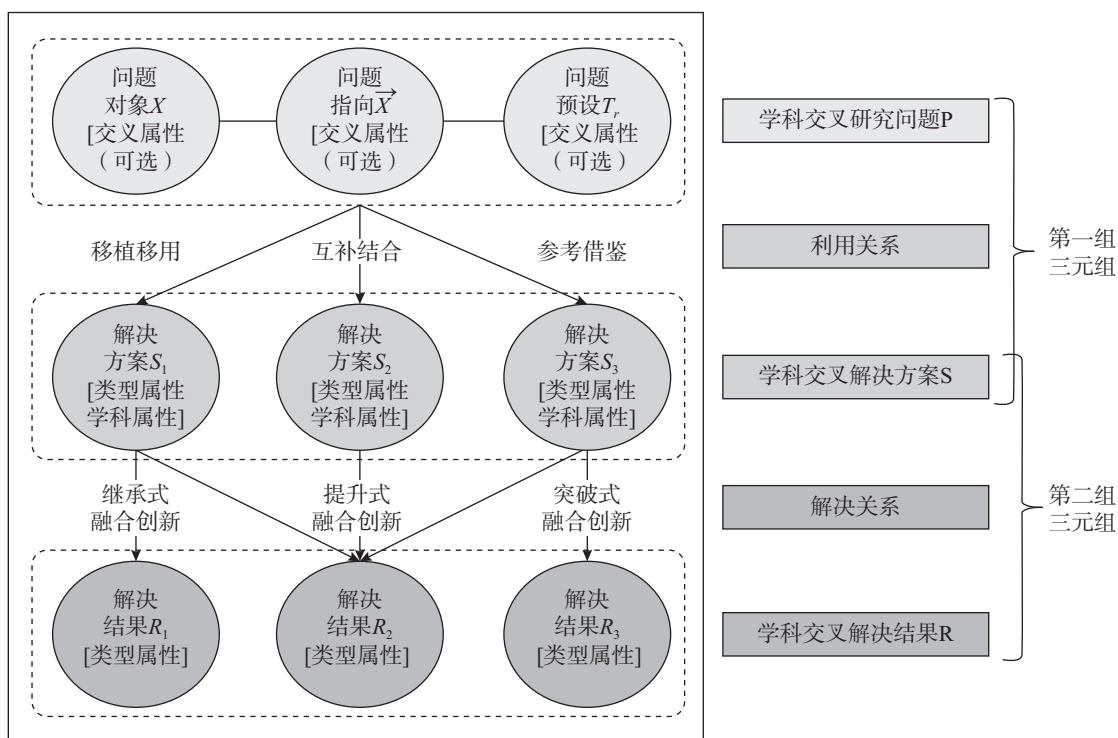 问题
对象X
[交义属性
（可选）
问题
指向X⃗
[交义属性
（可选）
问题
预设Tᵣ
[交义属性
（可选）
学科交叉研究问题P
移植移用
互补结合
参考借鉴
利用关系
第一组
三元组
解决
方案S₁
[类型属性
学科属性]
解决
方案S₂
[类型属性
学科属性]
解决
方案S₃
[类型属性
学科属性]
学科交叉解决方案S
继承式
融合创新
提升式
融合创新
突破式
融合创新
解决关系
第二组
三元组
解决
结果R₁
[类型属性]
解决
结果R₂
[类型属性]
解决
结果R₃
[类型属性]
学科交叉解决结果R